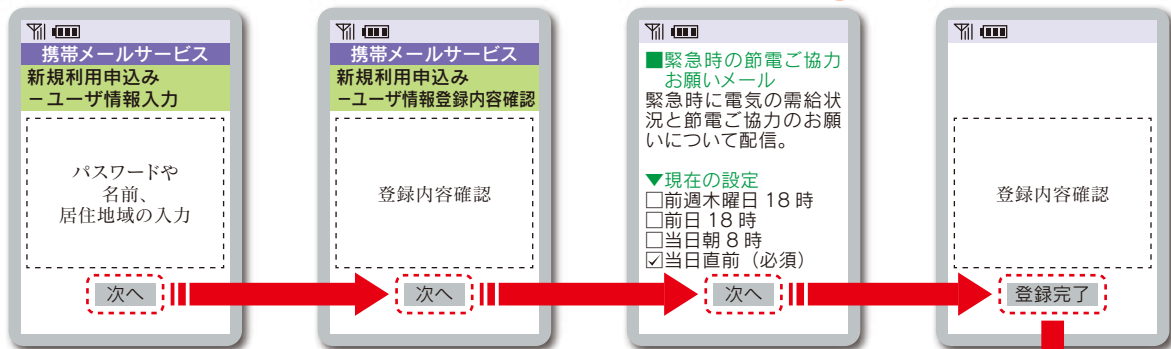 携帯メールサービス
新規利用申込み
－ユーザ情報入力
パスワードや
名前、
居住地域の入力
次へ
携帯メールサービス
新規利用申込み
－ユーザ情報登録内容確認
登録内容確認
次へ
■緊急時の節電ご協力
お願いメール
緊急時に電気の需給状
況と節電ご協力のお願
いについて配信。
▼現在の設定
□前週木曜日 18 時
□前日 18 時
□当日朝 8 時
☑当日直前（必須）
次へ
登録内容確認
登録完了